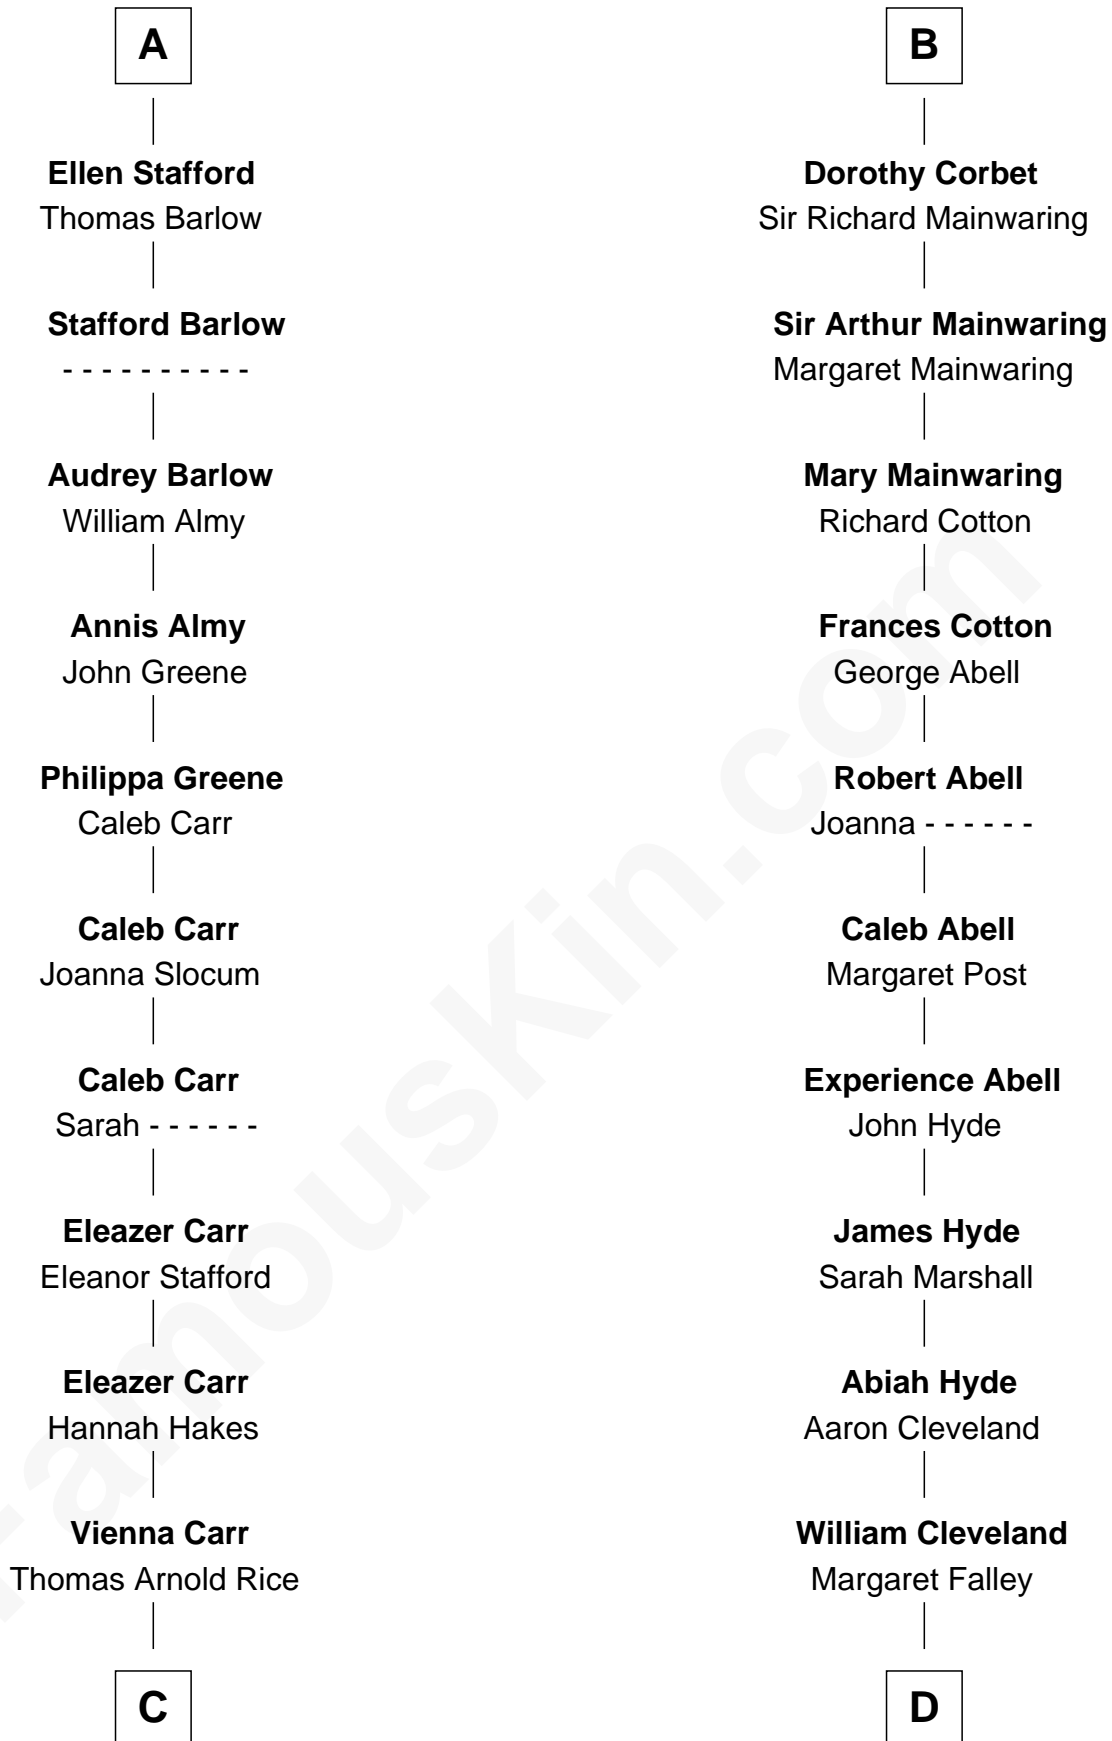 A
Ellen Stafford
Thomas Barlow
Stafford Barlow
- - - - - - - - - -
Audrey Barlow
William Almy
Annis Almy
John Greene
Philippa Greene
Caleb Carr
Caleb Carr
Joanna Slocum
Caleb Carr
Sarah - - - - - -
Eleazer Carr
Eleanor Stafford
Eleazer Carr
Hannah Hakes
Vienna Carr
Thomas Arnold Rice
C
B
Dorothy Corbet
Sir Richard Mainwaring
Sir Arthur Mainwaring
Margaret Mainwaring
Mary Mainwaring
Richard Cotton
Frances Cotton
George Abell
Robert Abell
Joanna - - - - - -
Caleb Abell
Margaret Post
Experience Abell
John Hyde
James Hyde
Sarah Marshall
Abiah Hyde
Aaron Cleveland
William Cleveland
Margaret Falley
D
FamousKin.com